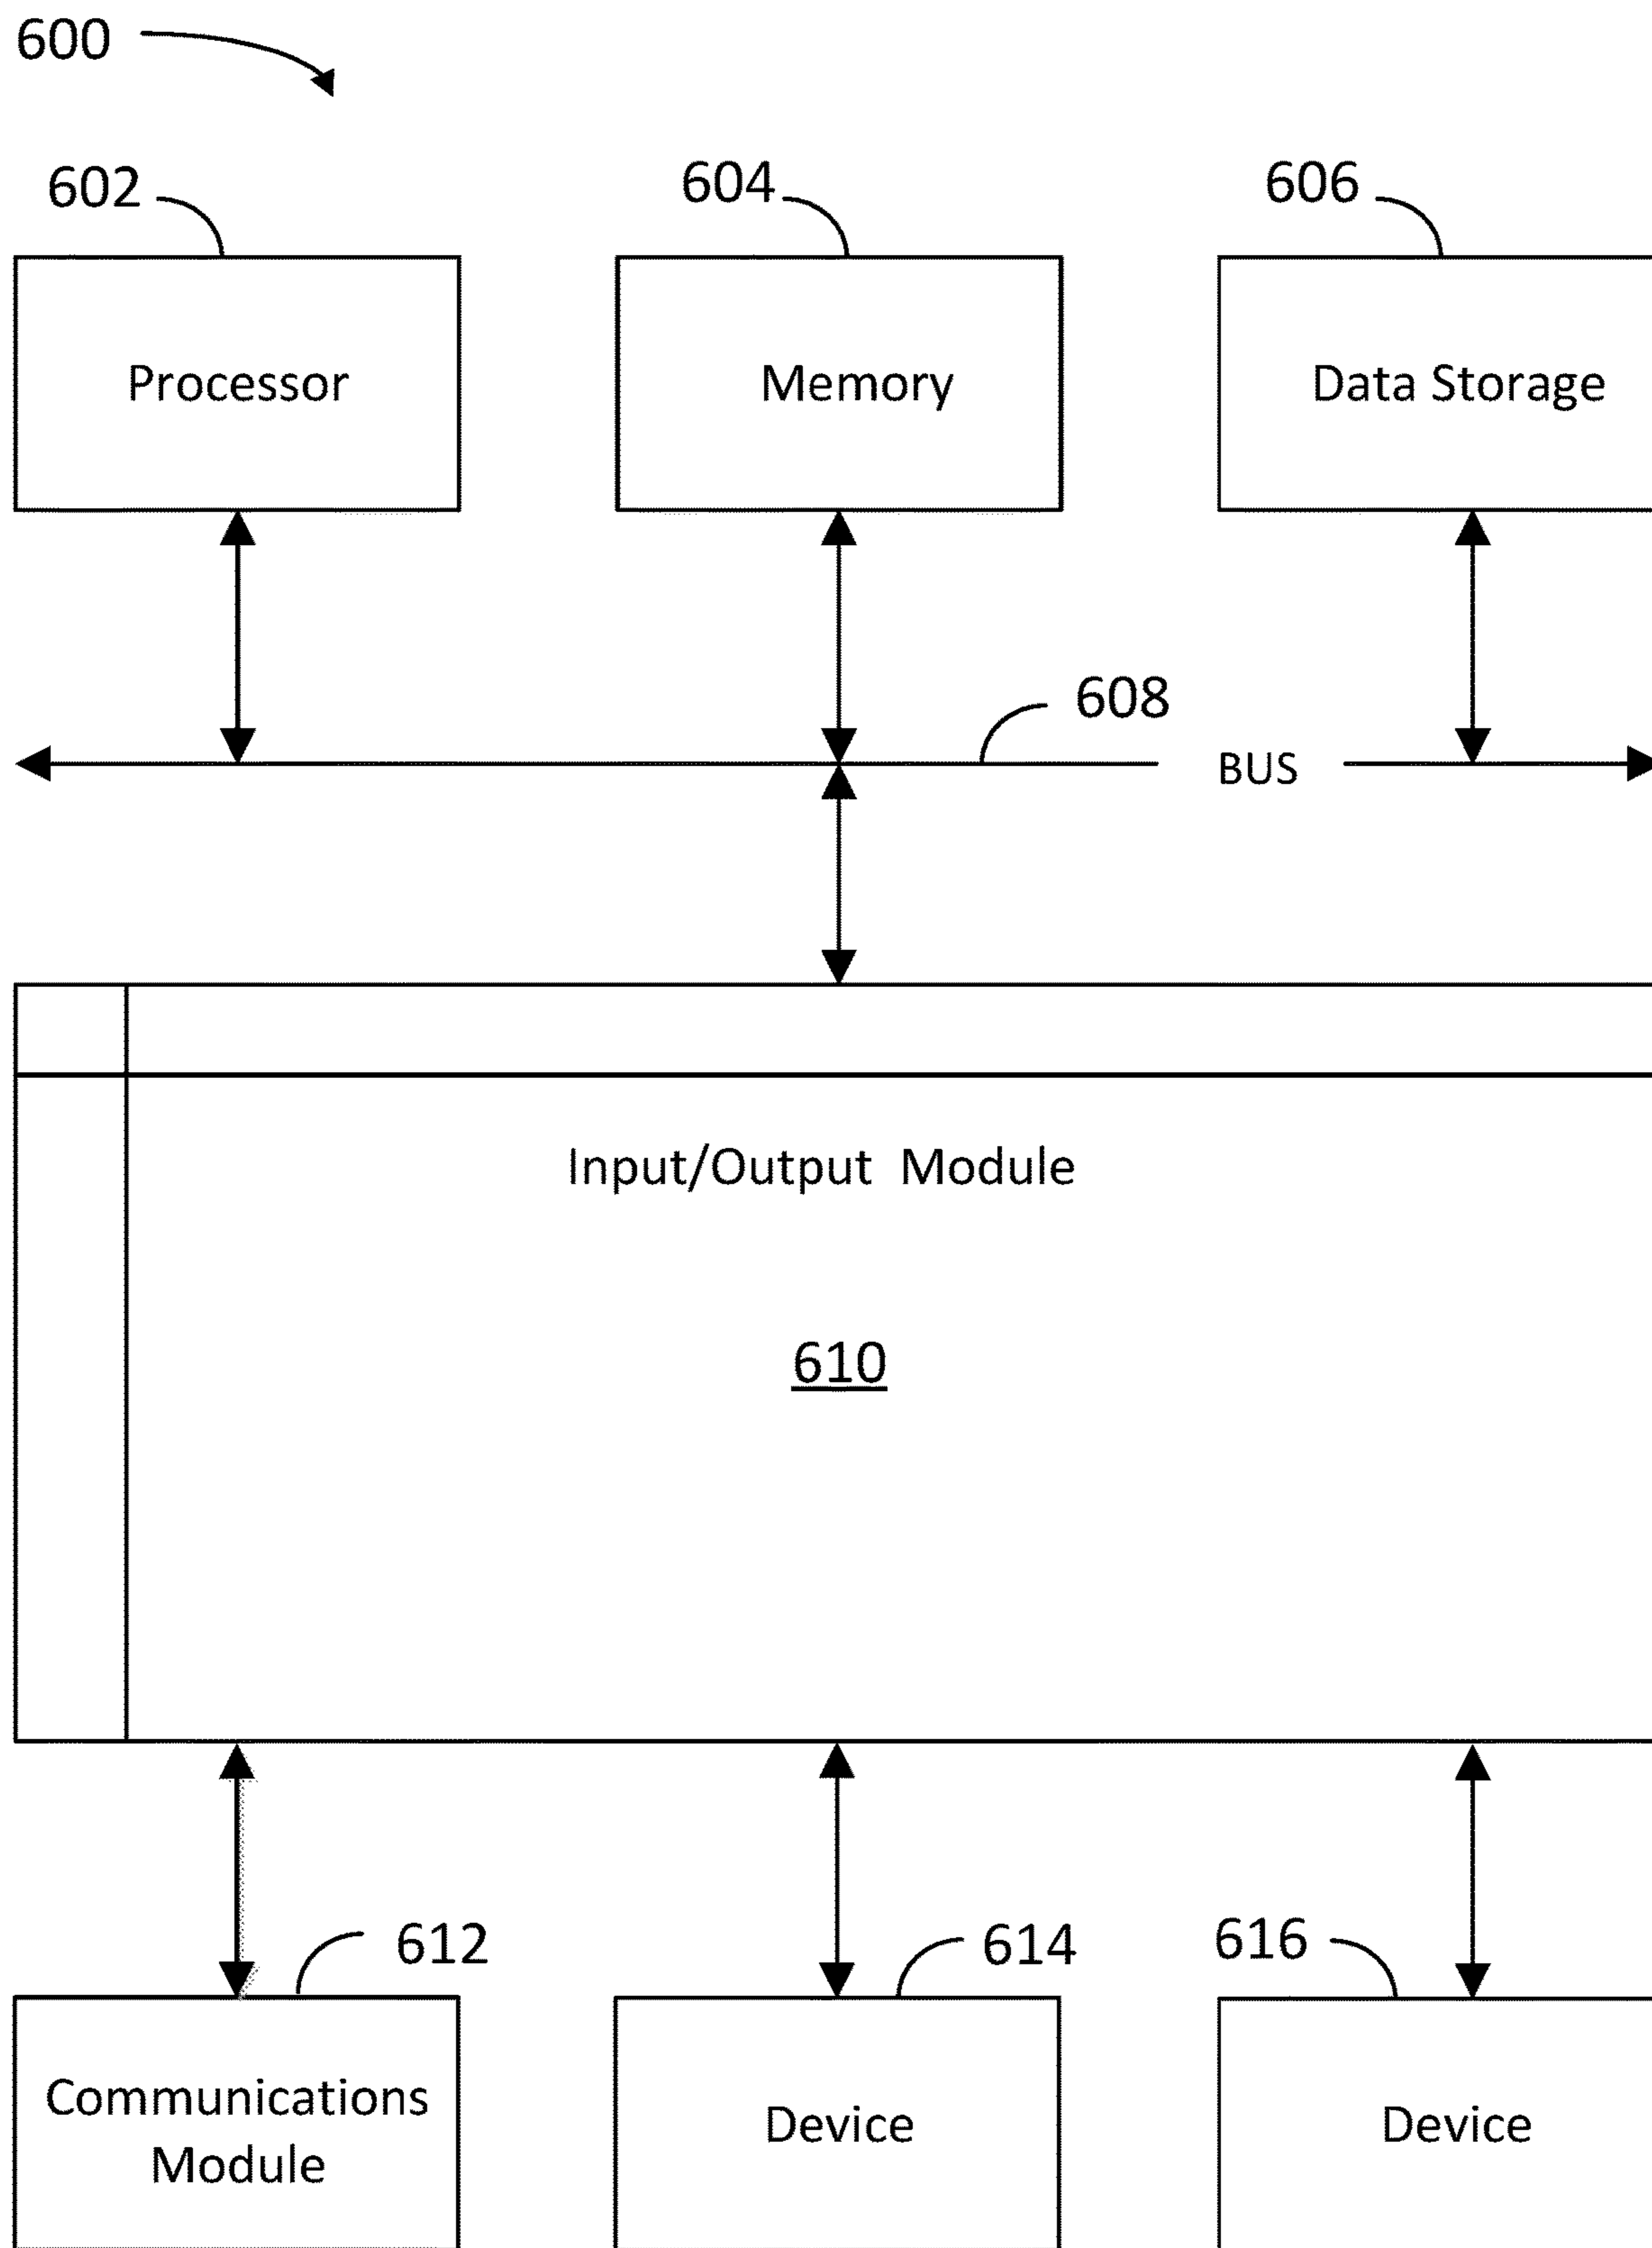 600
602
604
606
Processor
Memory
Data Storage
608
BUS
Input/Output Module
610
612
614
616
Communications
Module
Device
Device